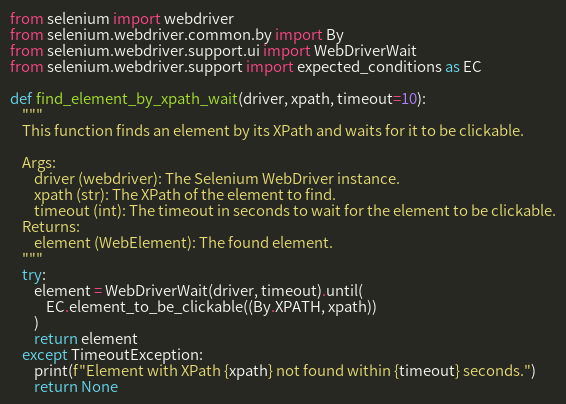 from selenium import webdriver
from selenium.webdriver.common.by import By
from selenium.webdriver.support.ui import WebDriverWait
from selenium.webdriver.support import expected_conditions as EC

def find_element_by_xpath_wait(driver, xpath, timeout=10):
    """
    This function finds an element by its XPath and waits for it to be clickable.

    Args:
        driver (webdriver): The Selenium WebDriver instance.
        xpath (str): The XPath of the element to find.
        timeout (int): The timeout in seconds to wait for the element to be clickable.
    Returns:
        element (WebElement): The found element.
    """
    try:
        element = WebDriverWait(driver, timeout).until(
            EC.element_to_be_clickable((By.XPATH, xpath))
        )
        return element
    except TimeoutException:
        print(f"Element with XPath {xpath} not found within {timeout} seconds.")
        return None